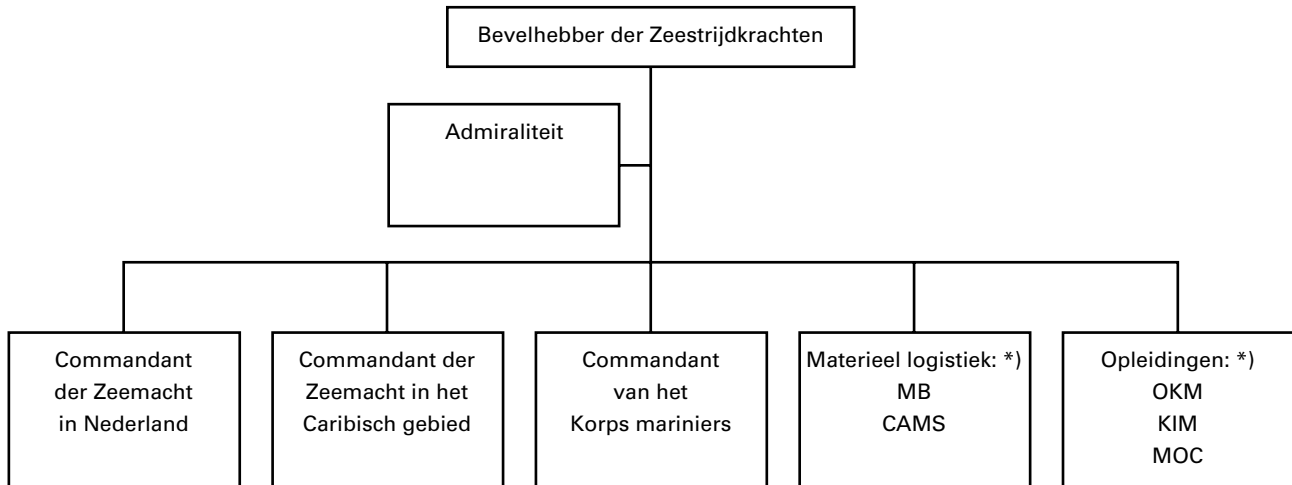 Bevelhebber der Zeestrijdkrachten
Admiraliteit
Commandant
der Zeemacht
in Nederland
Commandant der
Zeemacht in het
Caribisch gebied
Commandant
van het
Korps mariniers
Materieel logistiek: *)
MB
CAMS
Opleidingen: *)
OKM
KIM
MOC